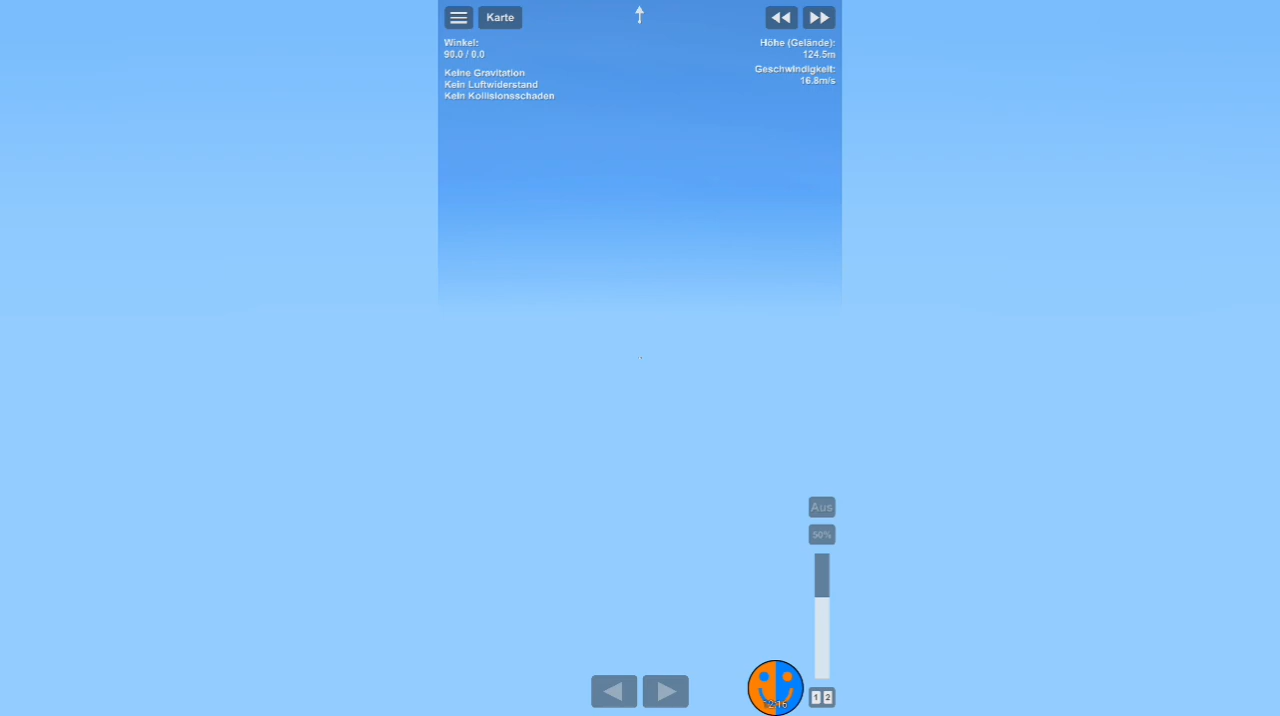 Karte
Winkel:
90.0 / 0.0
Keine Gravitation
Kein Luftwiderstand
Kein Kollisionsschaden
Höhe (Gelände):
124.5m
Geschwindigkeit:
16.8m/s
Aus
50%
1 2